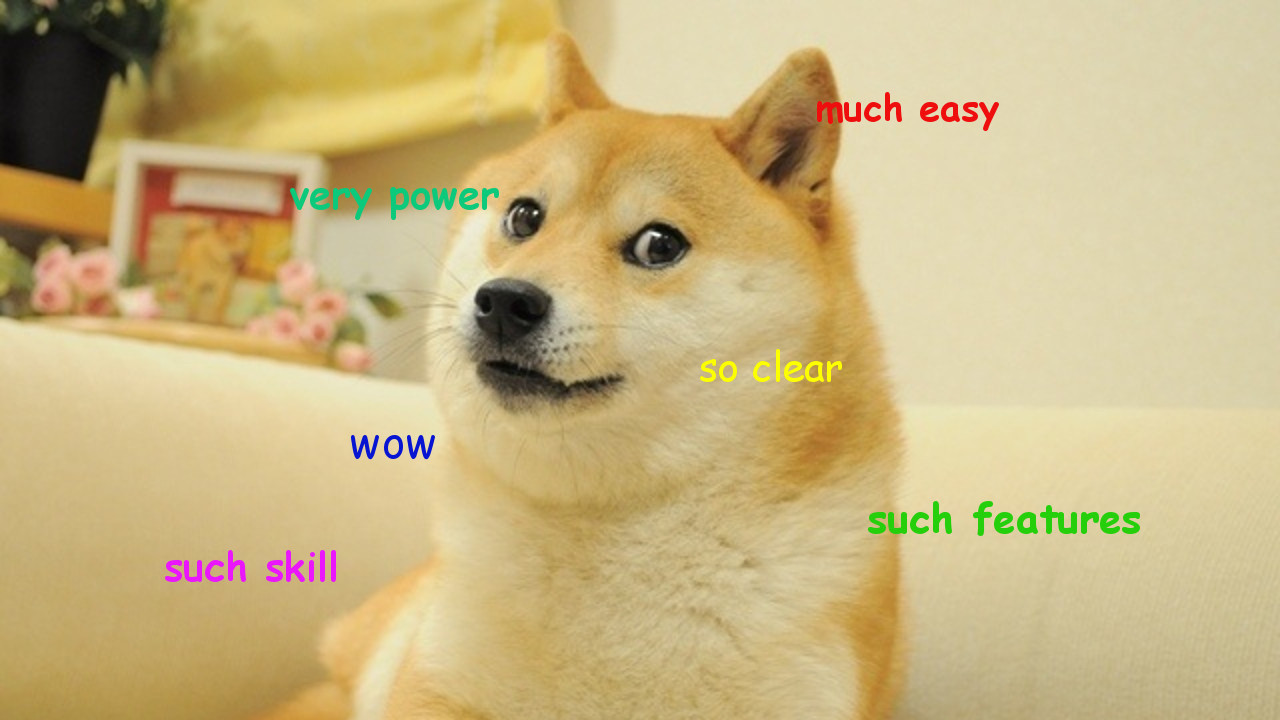 much easy
very power
so clear
wow
such features
such skill